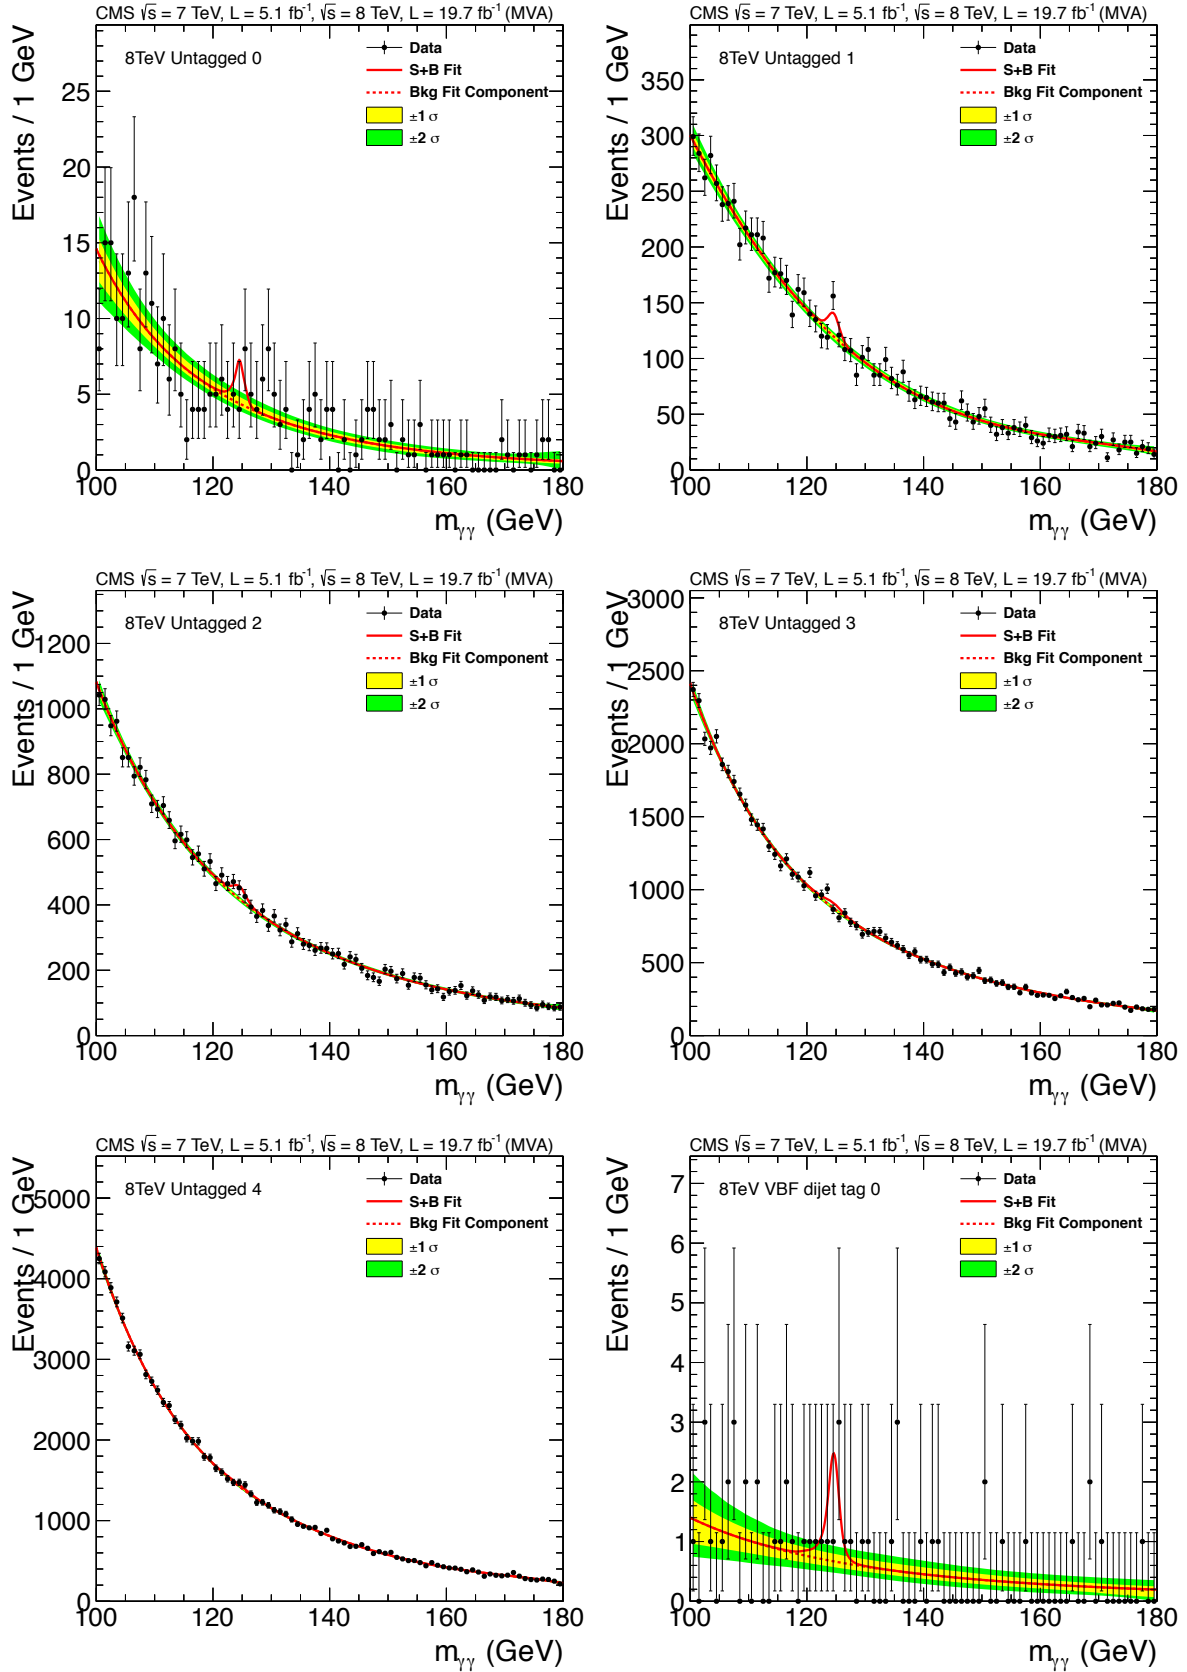 CMS √s = 7 TeV, L = 5.1 fb⁻¹, √s = 8 TeV, L = 19.7 fb⁻¹ (MVA)
8TeV Untagged 0
Data
S+B Fit
Bkg Fit Component
±1 σ
±2 σ
Events / 1 GeV
25
20
15
10
5
0
100 120 140 160 180
mγγ (GeV)
CMS √s = 7 TeV, L = 5.1 fb⁻¹, √s = 8 TeV, L = 19.7 fb⁻¹ (MVA)
8TeV Untagged 1
Data
S+B Fit
Bkg Fit Component
±1 σ
±2 σ
Events / 1 GeV
350
300
250
200
150
100
50
0
100 120 140 160 180
mγγ (GeV)
CMS √s = 7 TeV, L = 5.1 fb⁻¹, √s = 8 TeV, L = 19.7 fb⁻¹ (MVA)
8TeV Untagged 2
Data
S+B Fit
Bkg Fit Component
±1 σ
±2 σ
Events / 1 GeV
1200
1000
800
600
400
200
0
100 120 140 160 180
mγγ (GeV)
CMS √s = 7 TeV, L = 5.1 fb⁻¹, √s = 8 TeV, L = 19.7 fb⁻¹ (MVA)
8TeV Untagged 3
Data
S+B Fit
Bkg Fit Component
±1 σ
±2 σ
Events / 1 GeV
3000
2500
2000
1500
1000
500
0
100 120 140 160 180
mγγ (GeV)
CMS √s = 7 TeV, L = 5.1 fb⁻¹, √s = 8 TeV, L = 19.7 fb⁻¹ (MVA)
8TeV Untagged 4
Data
S+B Fit
Bkg Fit Component
±1 σ
±2 σ
Events / 1 GeV
5000
4000
3000
2000
1000
0
100 120 140 160 180
mγγ (GeV)
CMS √s = 7 TeV, L = 5.1 fb⁻¹, √s = 8 TeV, L = 19.7 fb⁻¹ (MVA)
8TeV VBF dijet tag 0
Data
S+B Fit
Bkg Fit Component
±1 σ
±2 σ
Events / 1 GeV
7
6
5
4
3
2
1
0
100 120 140 160 180
mγγ (GeV)